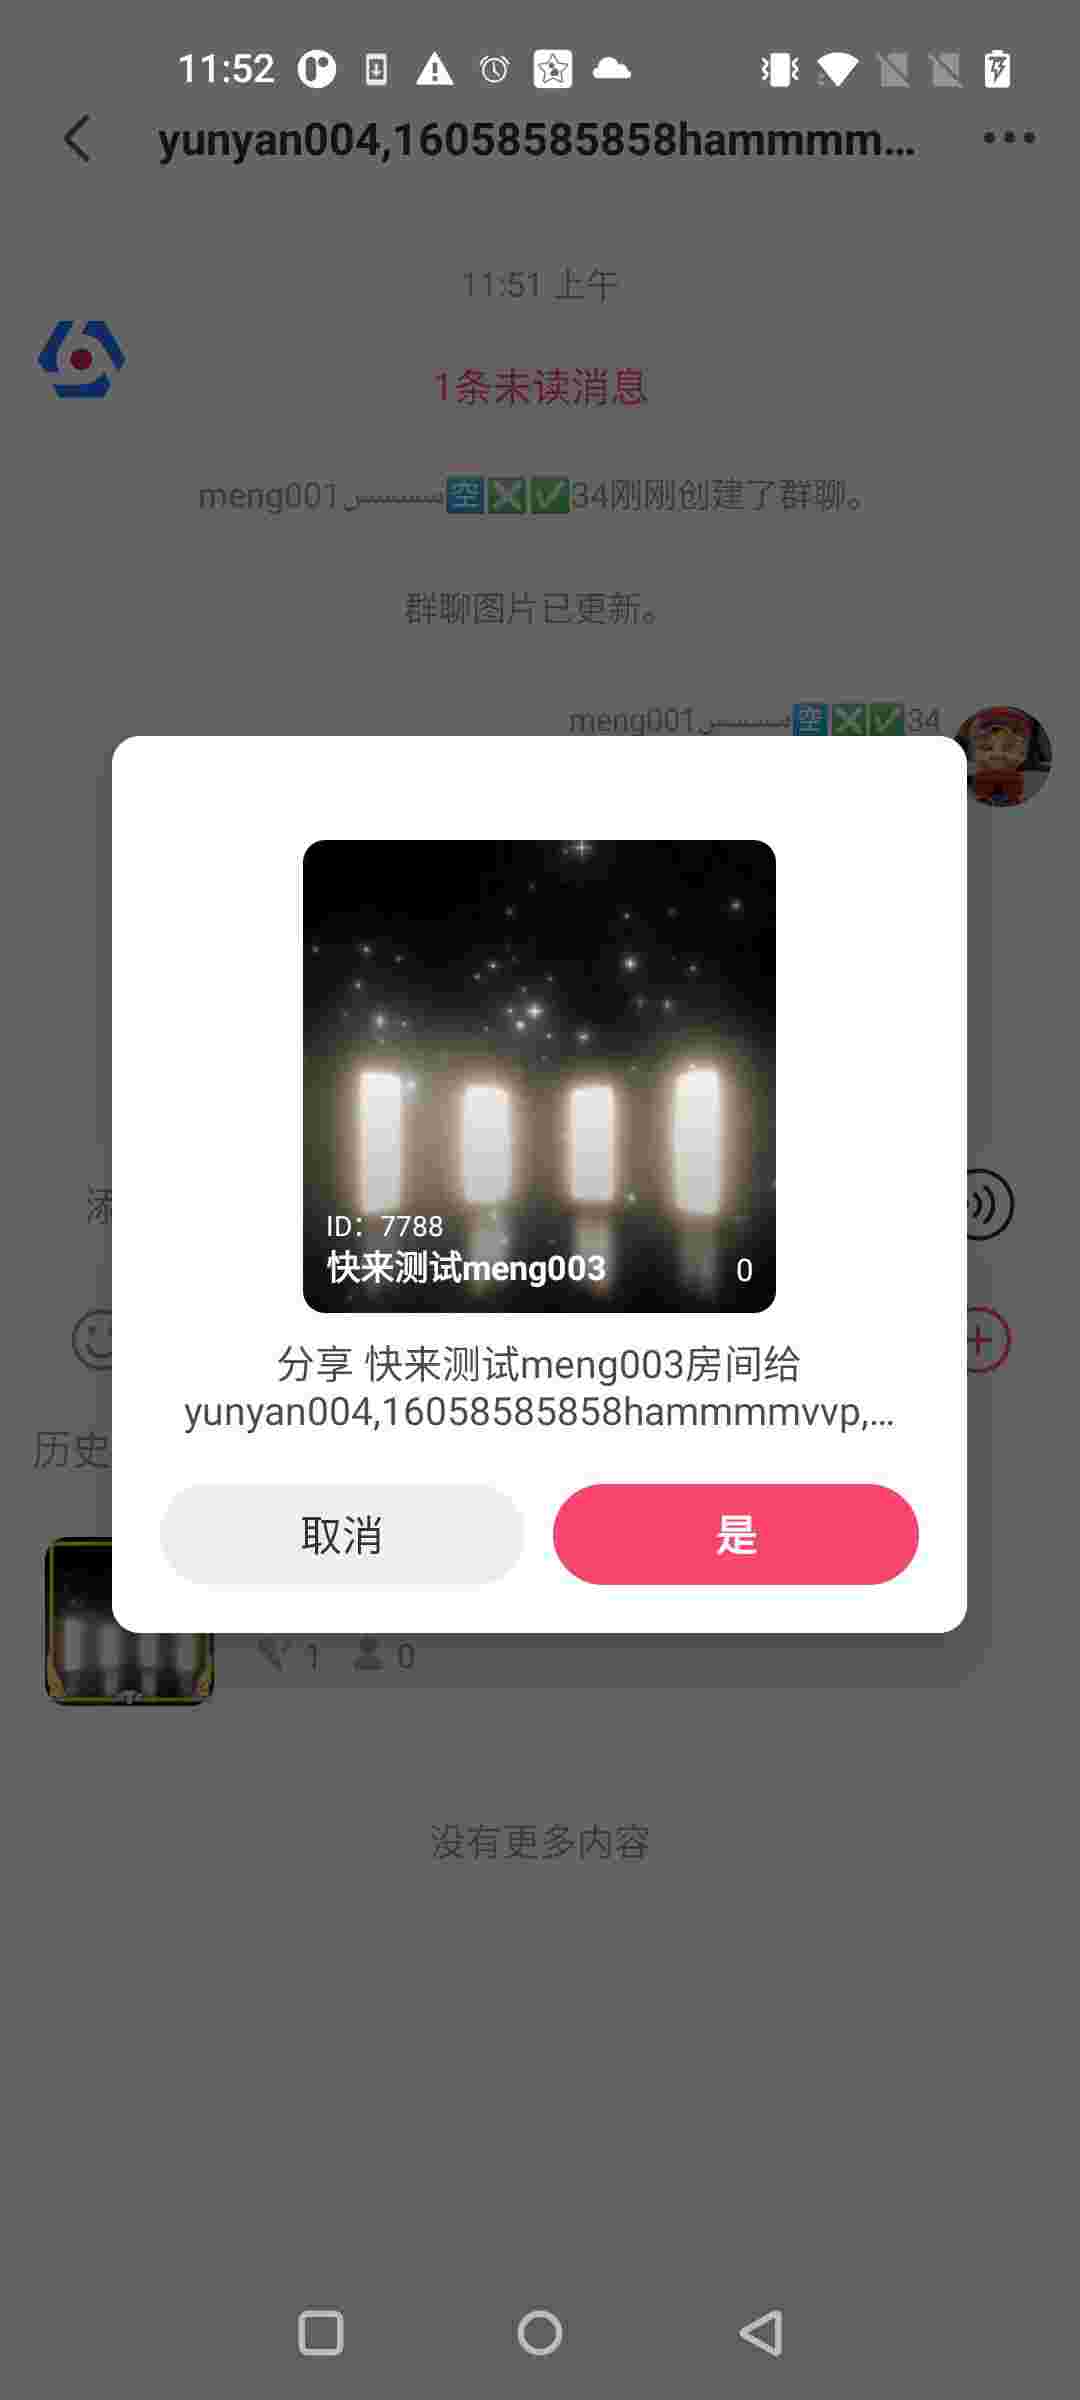 11:52
yunyan004,16058585858hammmm...
11:51 上午
1条未读消息
meng001سسسسس🈳❎✅34刚刚创建了群聊。
群聊图片已更新。
meng001سسسسس🈳❎✅34
ID：7788
快来测试meng003
0
分享 快来测试meng003房间给
yunyan004,16058585858hammmmvvp,...
历史
取消
是
1
0
没有更多内容